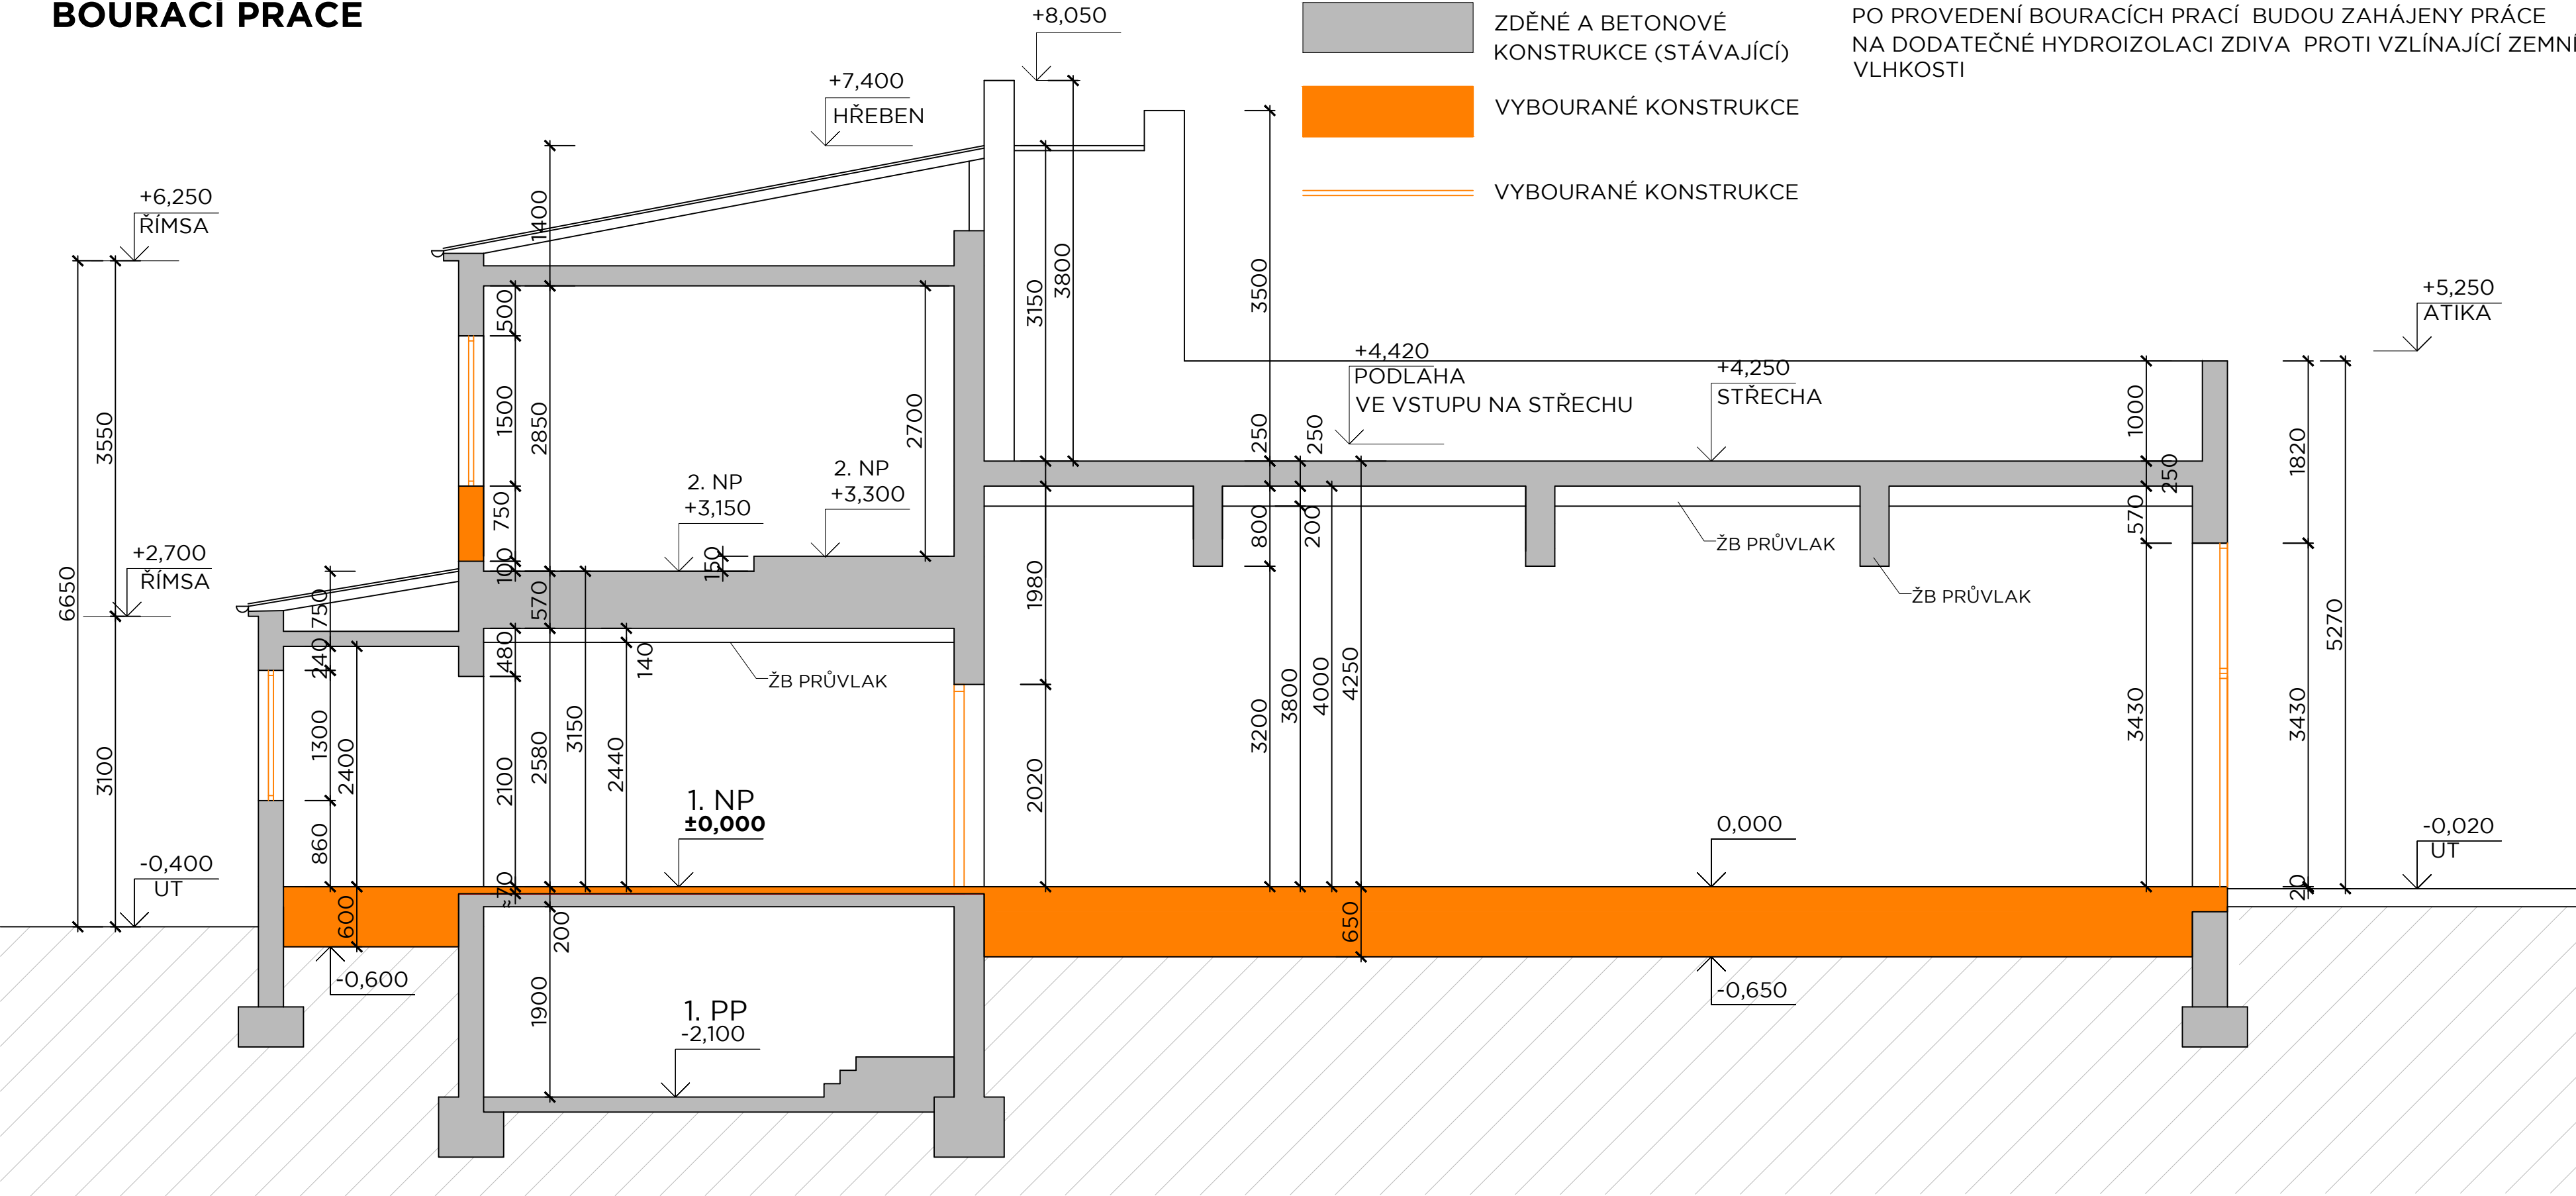 BOURACÍ PRÁCE
ZDĚNÉ A BETONOVÉ
KONSTRUKCE (STÁVAJÍCÍ)
VYBOURANÉ KONSTRUKCE
VYBOURANÉ KONSTRUKCE
PO PROVEDENÍ BOURACÍCH PRACÍ BUDOU ZAHÁJENY PRÁCE
NA DODATEČNÉ HYDROIZOLACI ZDIVA PROTI VZLÍNAJÍCÍ ZEMNÍ
VLHKOSTI
+8,050
+7,400
HŘEBEN
+6,250
ŘÍMSA
+2,700
ŘÍMSA
-0,400
UT
6650
3550
3100
1400
500
1500
750
100
2850
570
480
2100
2580
3150
2440
140
≈70
200
1900
750
240
1300
860
2400
600
-0,600
2. NP
+3,150
2. NP
+3,300
150
2700
ŽB PRŮVLAK
1. NP
±0,000
1. PP
-2,100
3150
3800
1980
2020
3500
250
250
800
200
3200
3800
4000
4250
650
+4,420
PODLAHA
VE VSTUPU NA STŘECHU
+4,250
STŘECHA
ŽB PRŮVLAK
ŽB PRŮVLAK
0,000
-0,650
1000
250
570
3430
1820
3430
20
5270
+5,250
ATIKA
-0,020
UT